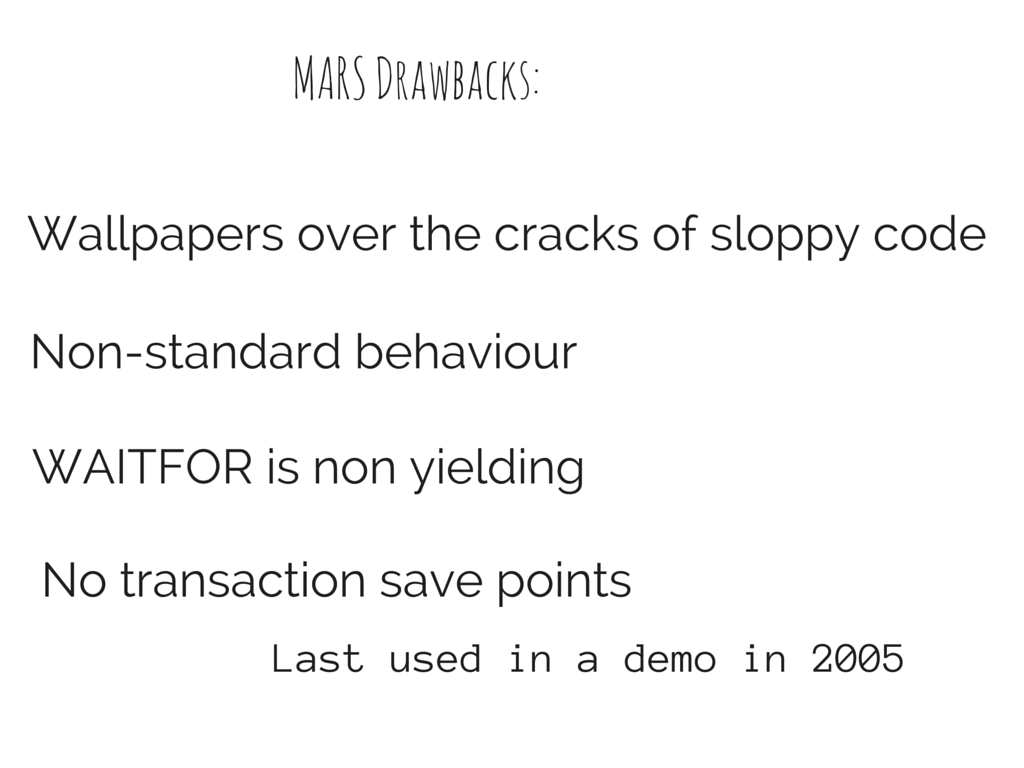 MARS Drawbacks:
Wallpapers over the cracks of sloppy code
Non-standard behaviour
WAITFOR is non yielding
No transaction save points
Last used in a demo in 2005